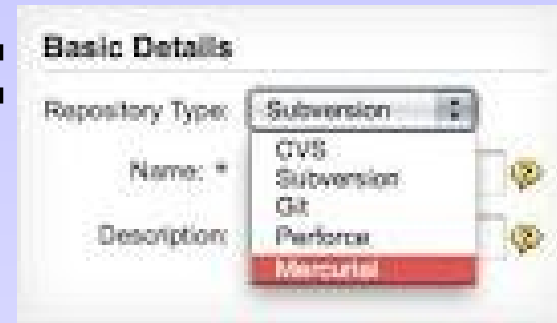 Basic Details
Repository Type: Subversion
CVS
Name: *
Subversion
Git
Description:
Perforce
Mercurial